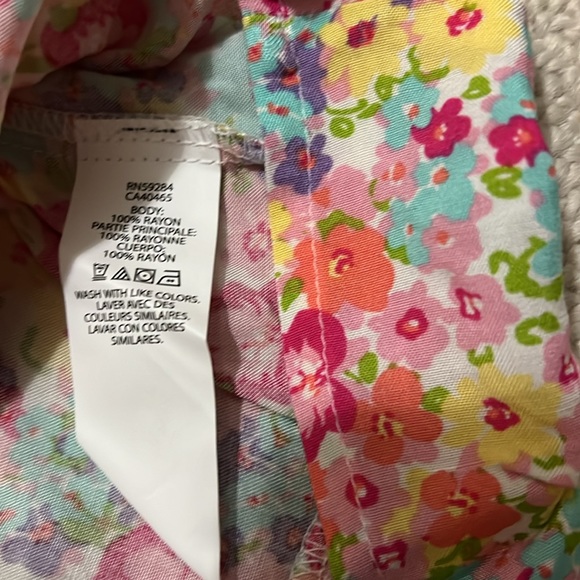 RN59284
CA40465
BODY:
100% RAYON
PARTIE PRINCIPALE:
100% RAYONNE
CUERPO:
100% RAYÓN
WASH WITH LIKE COLORS.
LAVER AVEC DES
COULEURS SIMILAIRES.
LAVAR CON COLORES
SIMILARES.